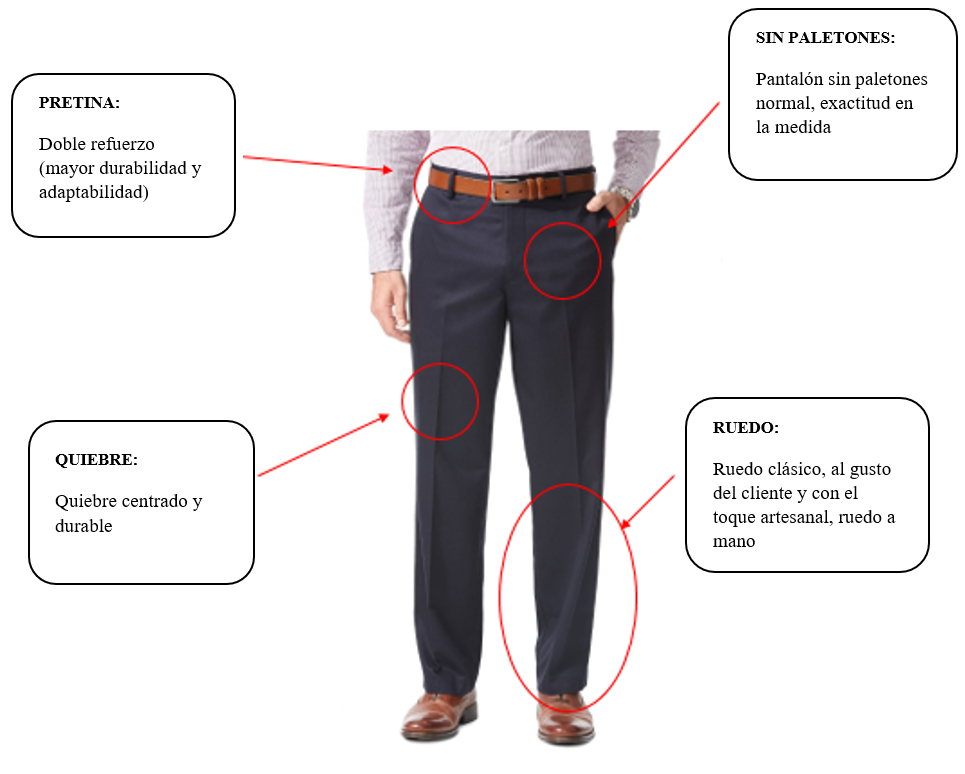 PRETINA:
Doble refuerzo
(mayor durabilidad y
adaptabilidad)
SIN PALETONES:
Pantalón sin paletones
normal, exactitud en
la medida
QUIEBRE:
Quiebre centrado y
durable
RUEDO:
Ruedo clásico, al gusto
del cliente y con el
toque artesanal, ruedo a
mano